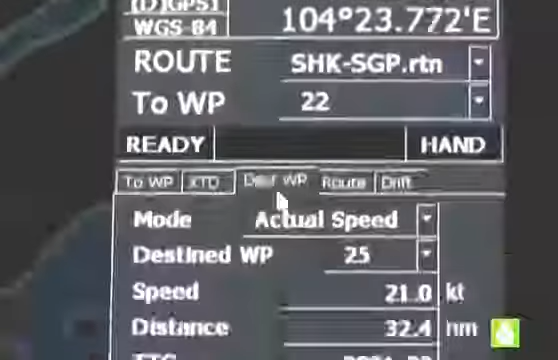 (D)GPS1
WGS-84 104°23.772'E
ROUTE SHK-SGP.rtn
To WP 22
READY HAND
To WP XTD Dest WP Route Drift
Mode Actual Speed
Destined WP 25
Speed 21.0 kt
Distance 32.4 nm